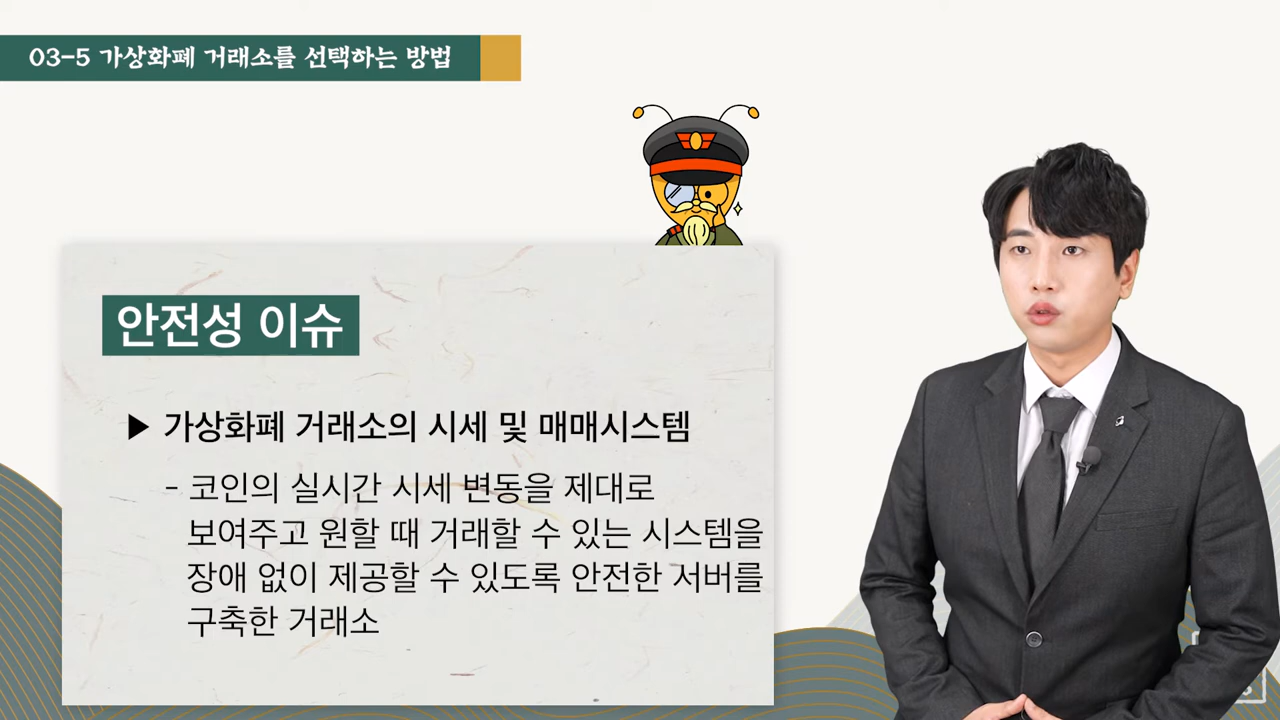 03-5 가상화폐 거래소를 선택하는 방법
안전성 이슈
▶ 가상화폐 거래소의 시세 및 매매시스템
- 코인의 실시간 시세 변동을 제대로
보여주고 원할 때 거래할 수 있는 시스템을
장애 없이 제공할 수 있도록 안전한 서버를
구축한 거래소